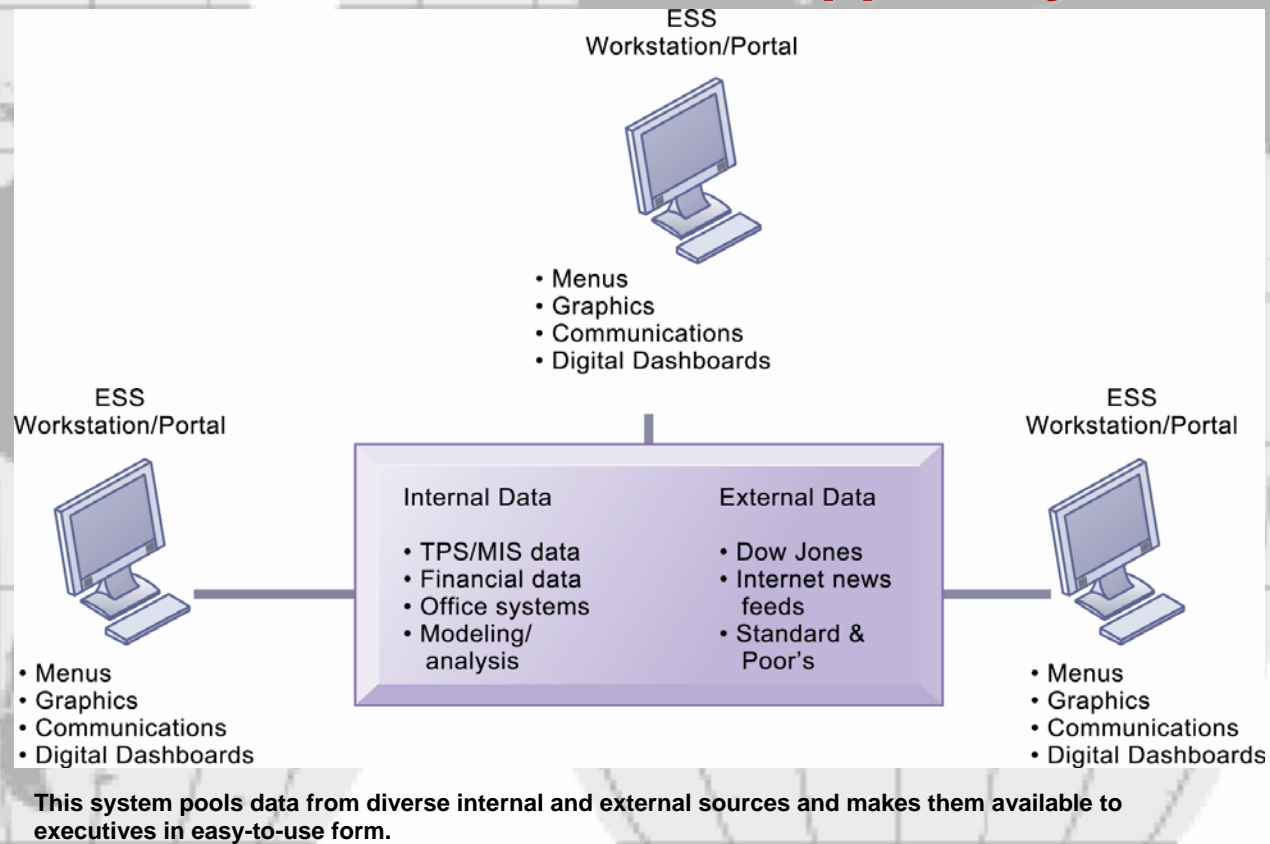 ESS
Workstation/Portal
• Menus
• Graphics
• Communications
• Digital Dashboards
ESS
Workstation/Portal
• Menus
• Graphics
• Communications
• Digital Dashboards
Internal Data
• TPS/MIS data
• Financial data
• Office systems
• Modeling/
analysis
External Data
• Dow Jones
• Internet news
feeds
• Standard &
Poor's
ESS
Workstation/Portal
• Menus
• Graphics
• Communications
• Digital Dashboards
This system pools data from diverse internal and external sources and makes them available to
executives in easy-to-use form.